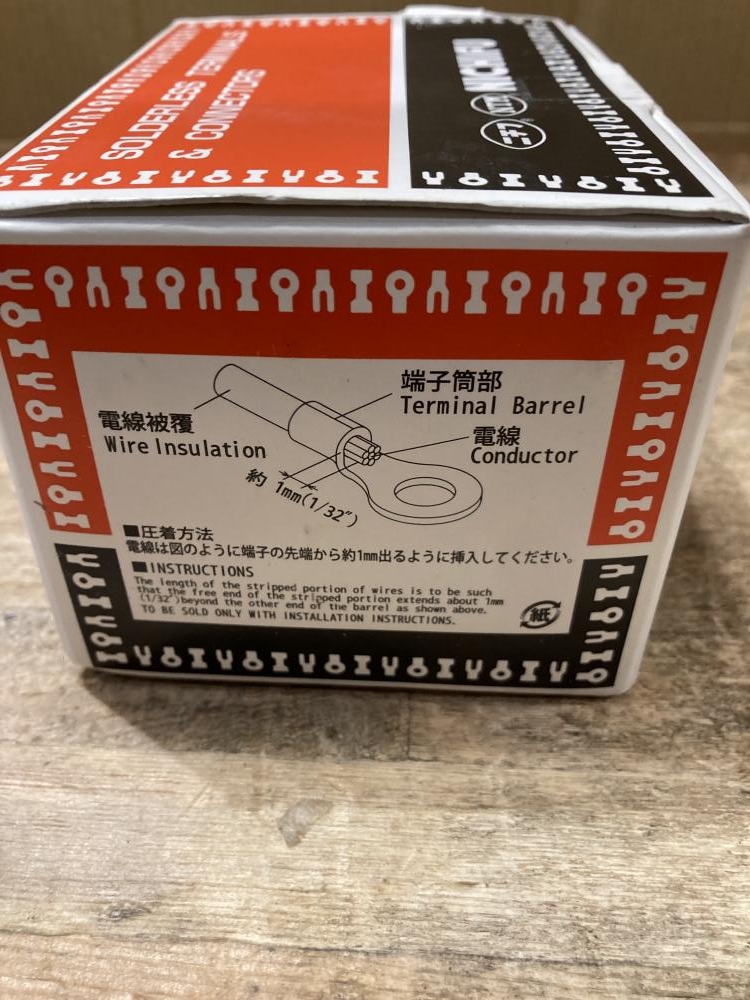 SOLDERLESS TERMINALS
& CONNECTORS
ニチフ
NICHIFU
端子筒部
Terminal Barrel
電線被覆
Wire Insulation
電線
Conductor
約 1mm(1/32")
■圧着方法
電線は図のように端子の先端から約1mm出るように挿入してください。
■INSTRUCTIONS
The length of the stripped portion of wires is to be such
that the free end of the stripped portion extends about 1mm
(1/32")beyond the other end of the barrel as shown above.
TO BE SOLD ONLY WITH INSTALLATION INSTRUCTIONS.
紙